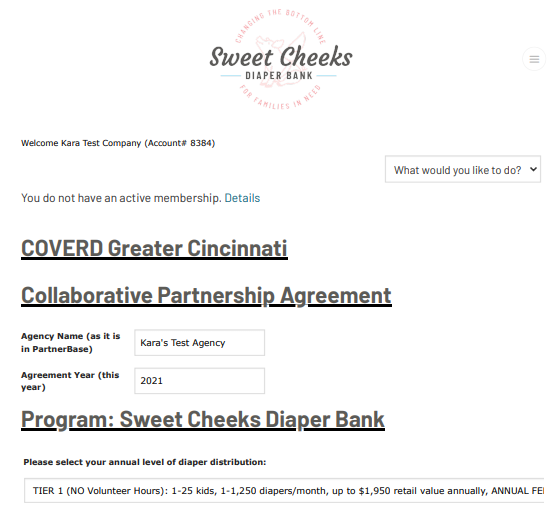 CHANGING THE BOTTOM LINE
Sweet Cheeks
DIAPER BANK
FOR FAMILIES IN NEED
Welcome Kara Test Company (Account# 8384)
What would you like to do?
You do not have an active membership. Details
COVERD Greater Cincinnati
Collaborative Partnership Agreement
Agency Name (as it is
in PartnerBase)
Kara's Test Agency
Agreement Year (this
year)
2021
Program: Sweet Cheeks Diaper Bank
Please select your annual level of diaper distribution:
TIER 1 (NO Volunteer Hours): 1-25 kids, 1-1,250 diapers/month, up to $1,950 retail value annually, ANNUAL